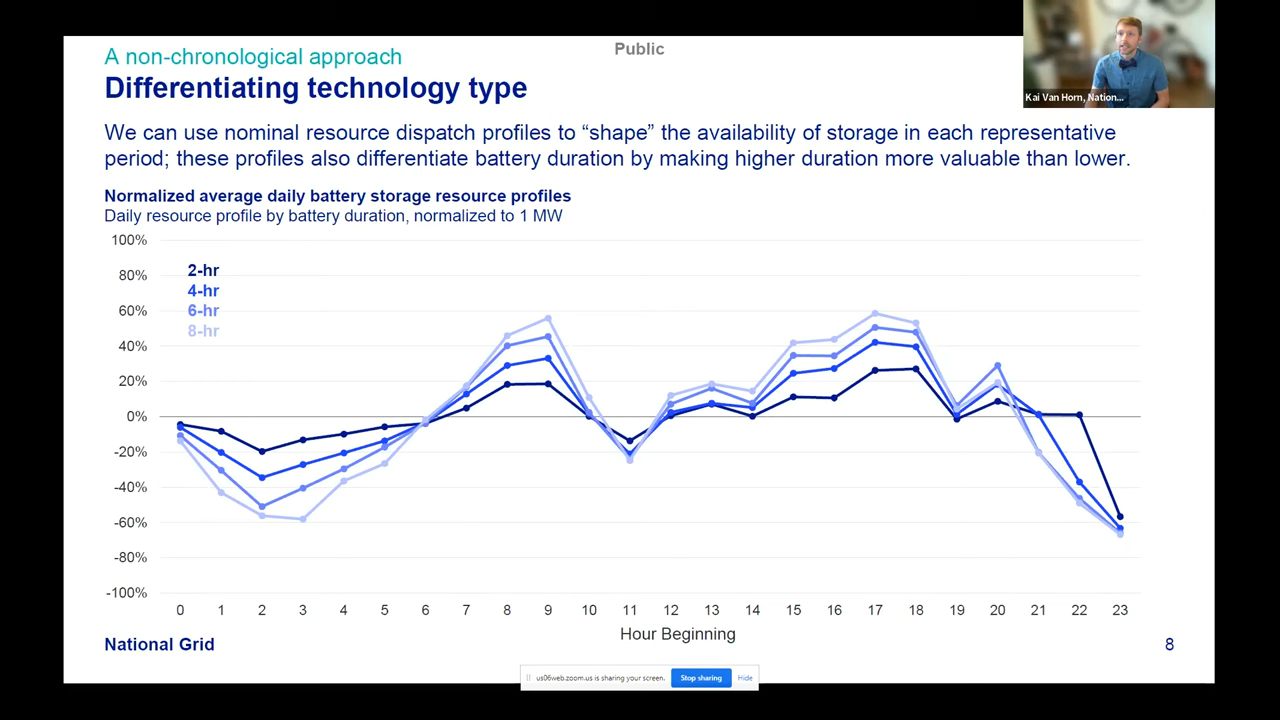 A non-chronological approach
Public
Differentiating technology type
Kai Van Horn, Nation...
We can use nominal resource dispatch profiles to “shape” the availability of storage in each representative
period; these profiles also differentiate battery duration by making higher duration more valuable than lower.
Normalized average daily battery storage resource profiles
Daily resource profile by battery duration, normalized to 1 MW
100%
80%
60%
40%
20%
0%
-20%
-40%
-60%
-80%
-100%
2-hr
4-hr
6-hr
8-hr
0 1 2 3 4 5 6 7 8 9 10 11 12 13 14 15 16 17 18 19 20 21 22 23
Hour Beginning
National Grid
8
us06web.zoom.us is sharing your screen. Stop sharing Hide